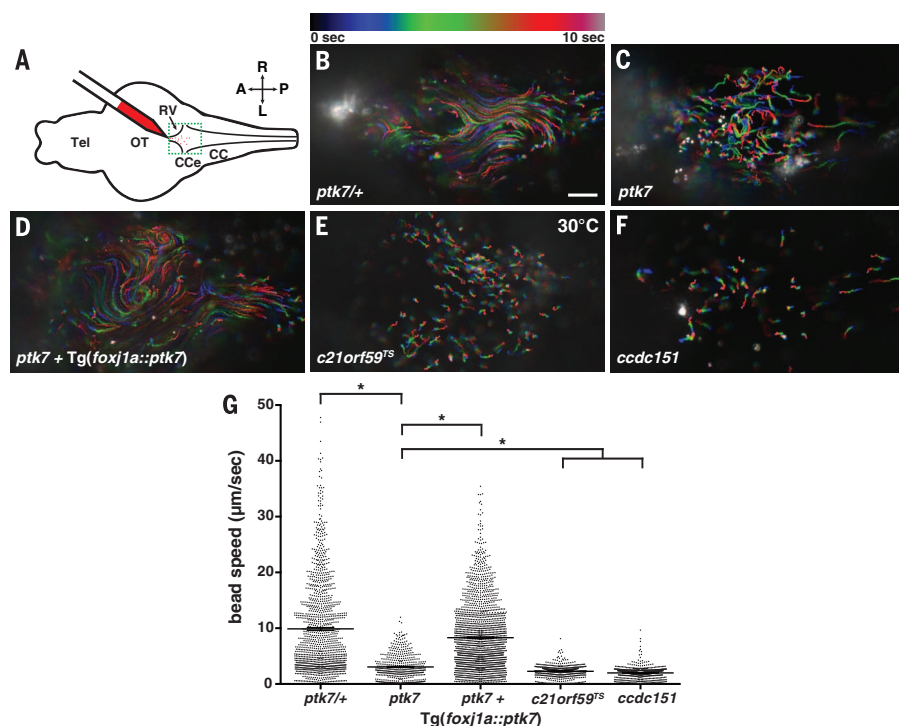 0 sec 10 sec
A
R
A P
L
RV
Tel OT CCe CC
B
ptk7/+
C
ptk7
D
ptk7 + Tg(foxj1a::ptk7)
E
30°C
c21orf59TS
F
ccdc151
G
* * *
bead speed (µm/sec)
50
40
30
20
10
0
ptk7/+ ptk7 ptk7 + c21orf59TS ccdc151
Tg(foxj1a::ptk7)